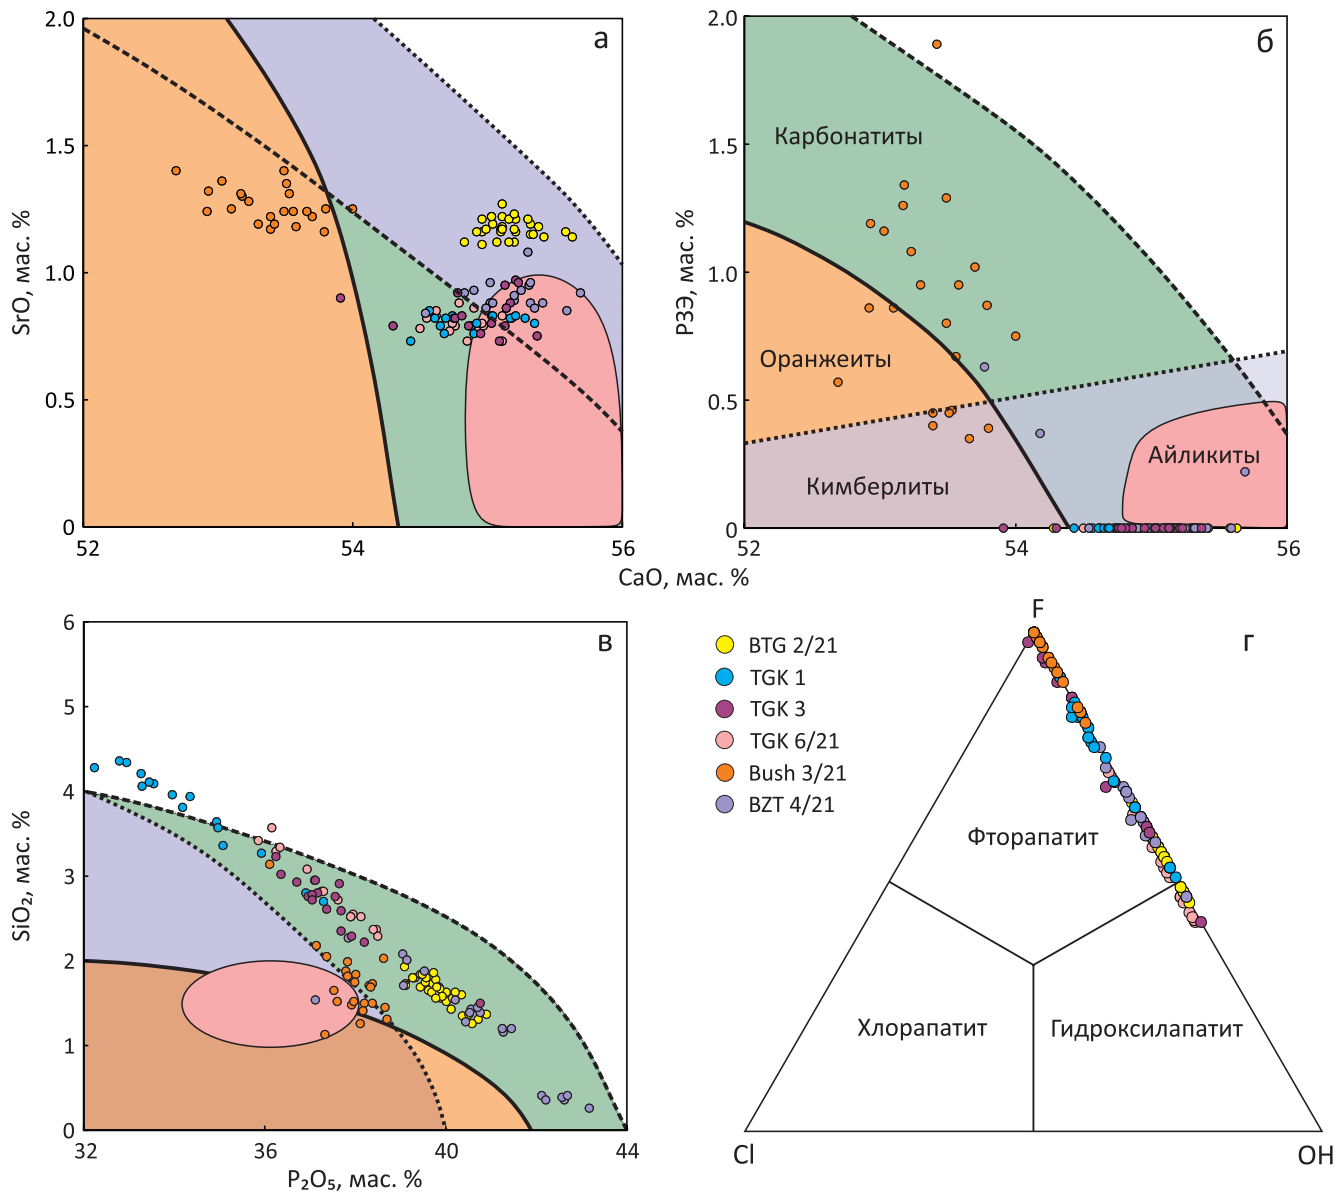 а
2.0
1.5
1.0
0.5
0
SrO, мас. %
52
54
56
б
2.0
1.5
1.0
0.5
0
РЗЭ, мас. %
Карбонатиты
Оранжеиты
Кимберлиты
Айликиты
52
54
56
CaO, мас. %
в
6
5
4
3
2
1
0
SiO₂, мас. %
32
36
40
44
P₂O₅, мас. %
BTG 2/21
TGK 1
TGK 3
TGK 6/21
Bush 3/21
BZT 4/21
г
F
Фторапатит
Хлорапатит
Гидроксилапатит
Cl
OH